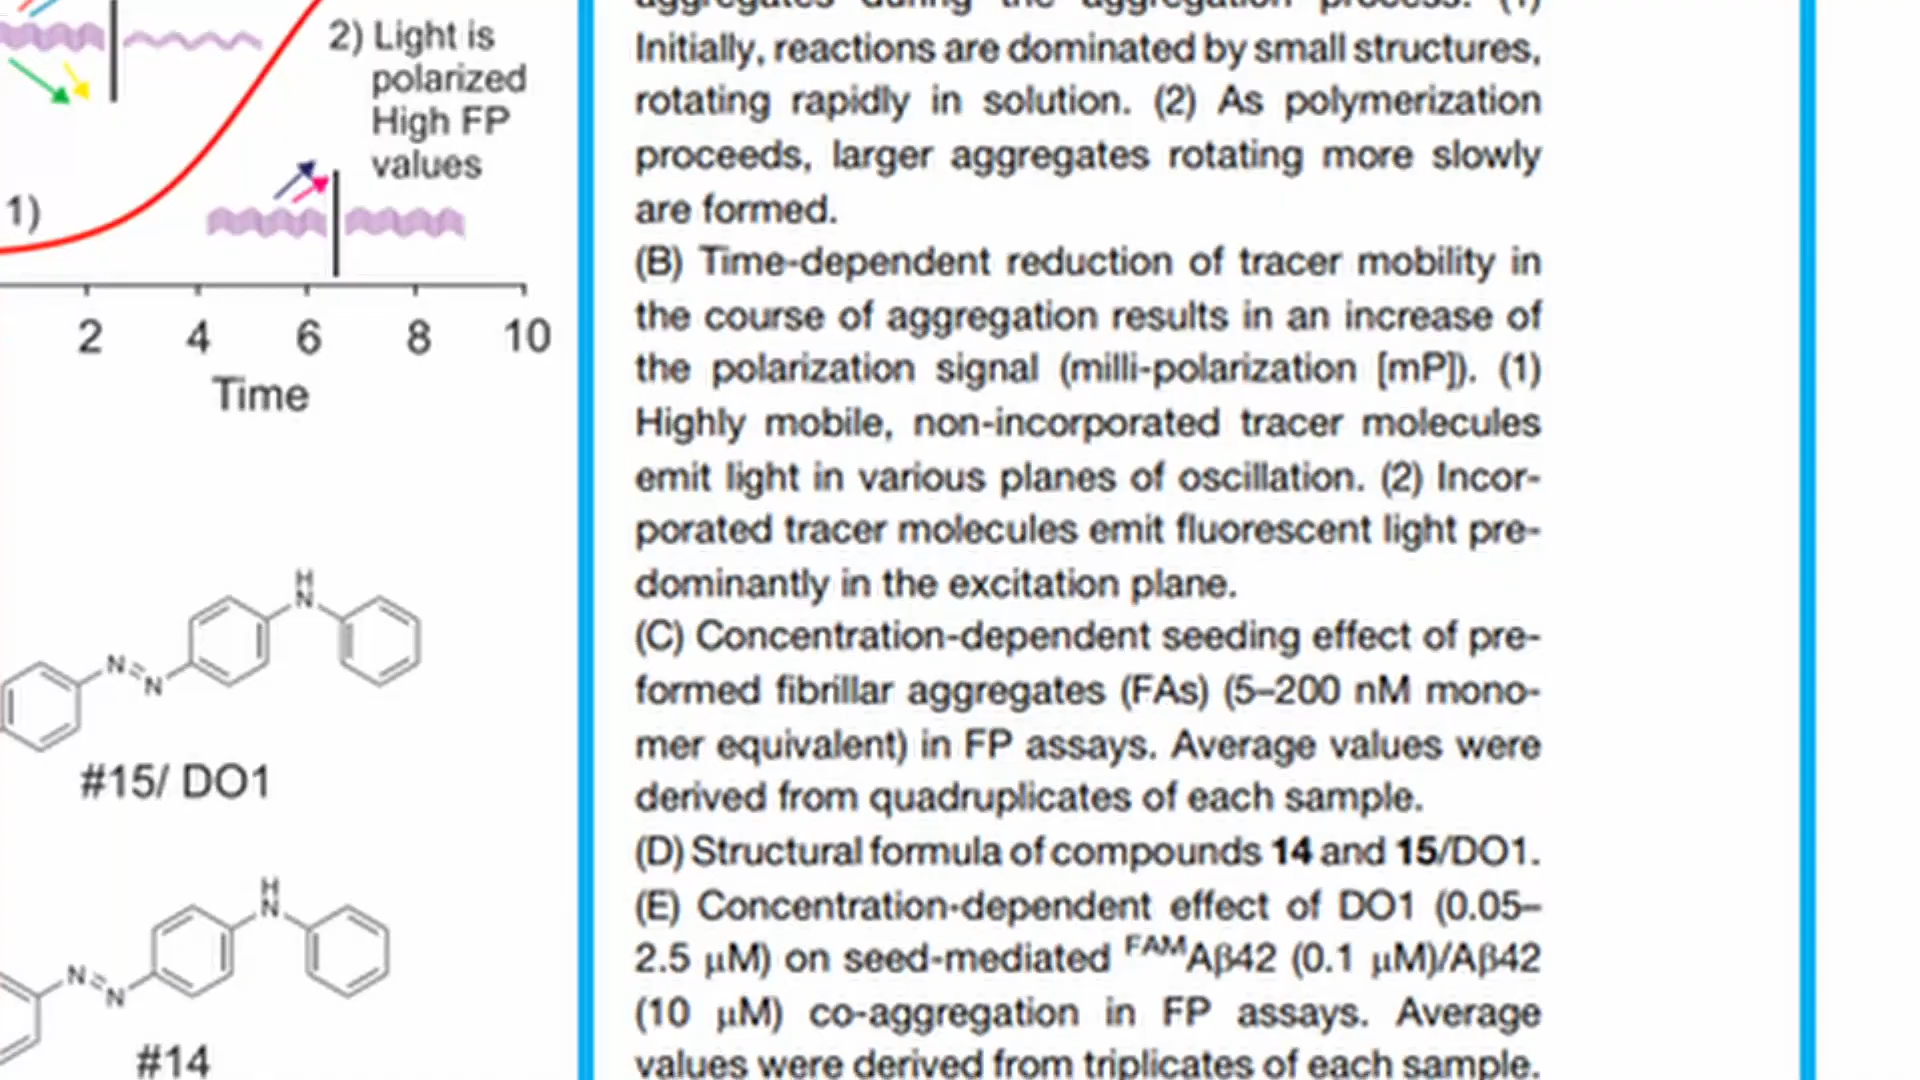 2) Light is
polarized
High FP
values
1)
2 4 6 8 10
Time
H
N
N
N
#15/ DO1
H
N
N
N
#14
aggregates during the aggregation process. (1)
Initially, reactions are dominated by small structures,
rotating rapidly in solution. (2) As polymerization
proceeds, larger aggregates rotating more slowly
are formed.
(B) Time-dependent reduction of tracer mobility in
the course of aggregation results in an increase of
the polarization signal (milli-polarization [mP]). (1)
Highly mobile, non-incorporated tracer molecules
emit light in various planes of oscillation. (2) Incor-
porated tracer molecules emit fluorescent light pre-
dominantly in the excitation plane.
(C) Concentration-dependent seeding effect of pre-
formed fibrillar aggregates (FAs) (5–200 nM mono-
mer equivalent) in FP assays. Average values were
derived from quadruplicates of each sample.
(D) Structural formula of compounds 14 and 15/DO1.
(E) Concentration-dependent effect of DO1 (0.05–
2.5 μM) on seed-mediated FAMAβ42 (0.1 μM)/Aβ42
(10 μM) co-aggregation in FP assays. Average
values were derived from triplicates of each sample.